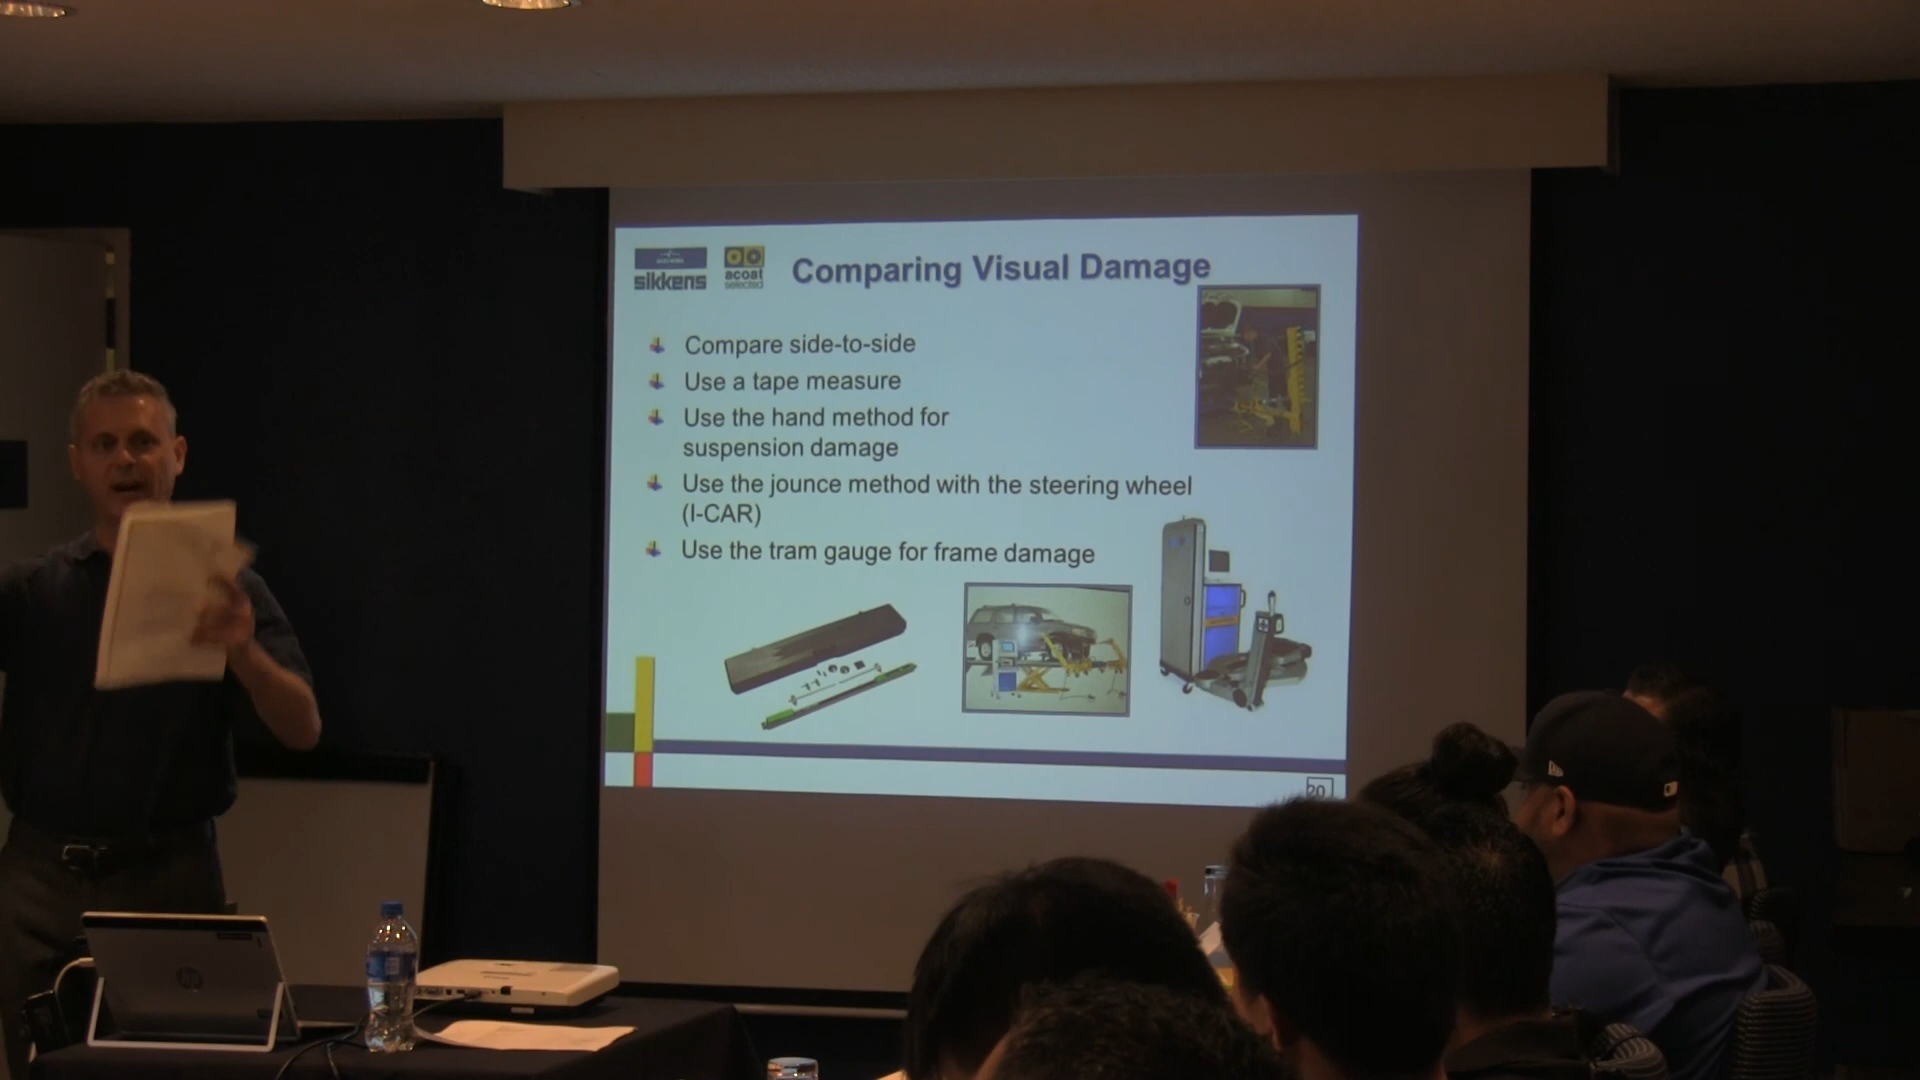 sikkens
acoat
selected
Comparing Visual Damage
Compare side-to-side
Use a tape measure
Use the hand method for
suspension damage
Use the jounce method with the steering wheel
(I-CAR)
Use the tram gauge for frame damage
20
hp